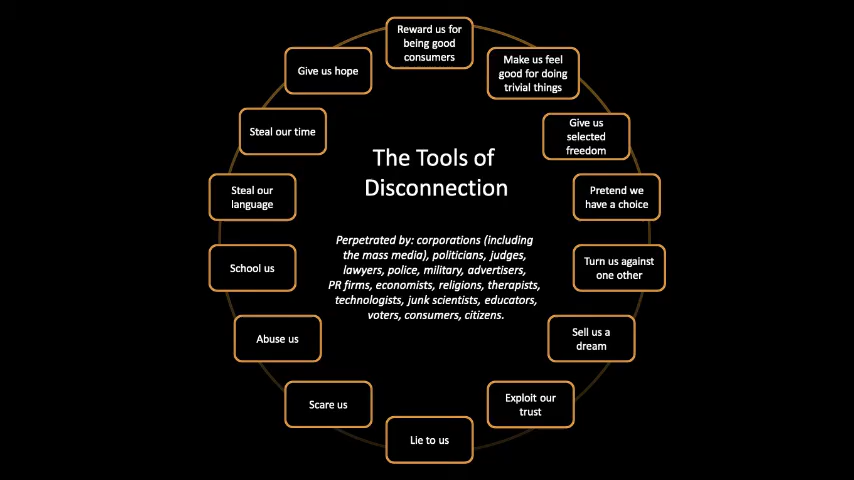 Reward us for
being good
consumers
Make us feel
good for doing
trivial things
Give us
selected
freedom
Pretend we
have a choice
Turn us against
one other
Sell us a
dream
Exploit our
trust
Lie to us
Scare us
Abuse us
School us
Steal our
language
Steal our time
Give us hope
The Tools of
Disconnection
Perpetrated by: corporations (including
the mass media), politicians, judges,
lawyers, police, military, advertisers,
PR firms, economists, religions, therapists,
technologists, junk scientists, educators,
voters, consumers, citizens.